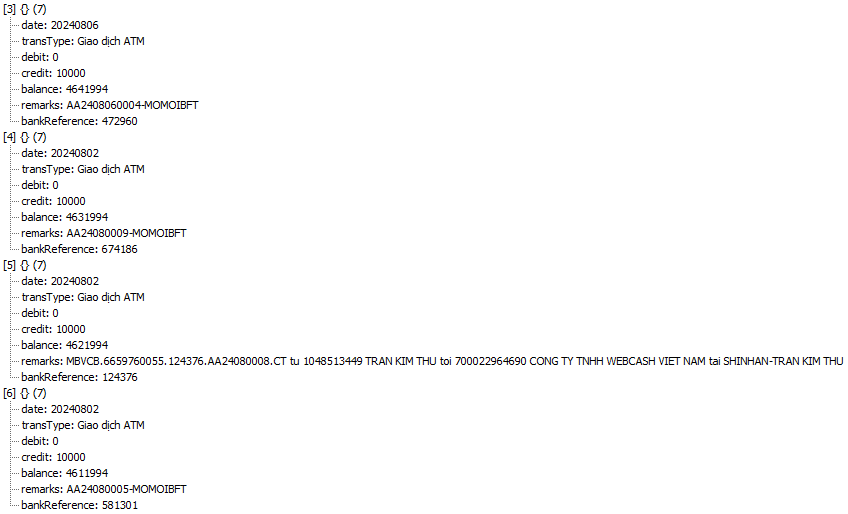 [3] {} (7)
date: 20240806
transType: Giao dịch ATM
debit: 0
credit: 10000
balance: 4641994
remarks: AA2408060004-MOMOIBFT
bankReference: 472960
[4] {} (7)
date: 20240802
transType: Giao dịch ATM
debit: 0
credit: 10000
balance: 4631994
remarks: AA24080009-MOMOIBFT
bankReference: 674186
[5] {} (7)
date: 20240802
transType: Giao dịch ATM
debit: 0
credit: 10000
balance: 4621994
remarks: MBVCB.6659760055.124376.AA24080008.CT tu 1048513449 TRAN KIM THU toi 700022964690 CONG TY TNHH WEBCASH VIET NAM tai SHINHAN-TRAN KIM THU
bankReference: 124376
[6] {} (7)
date: 20240802
transType: Giao dịch ATM
debit: 0
credit: 10000
balance: 4611994
remarks: AA24080005-MOMOIBFT
bankReference: 581301